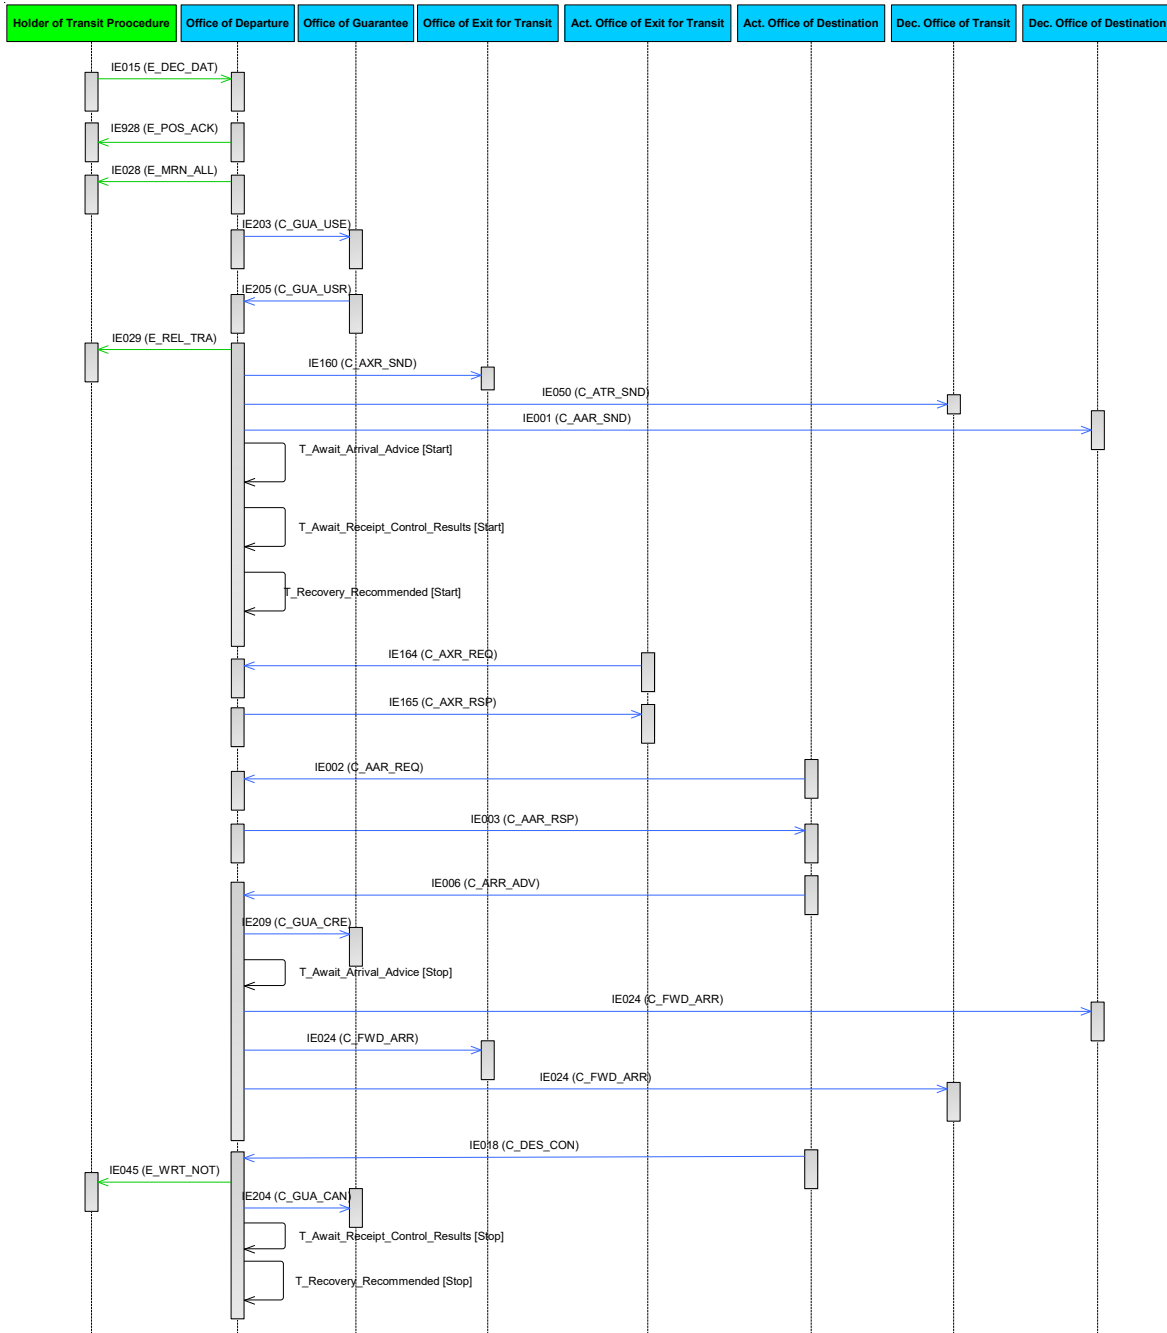 Holder of Transit Proocedure
Office of Departure
Office of Guarantee
Office of Exit for Transit
Act. Office of Exit for Transit
Act. Office of Destination
Dec. Office of Transit
Dec. Office of Destination
IE015 (E_DEC_DAT)
IE928 (E_POS_ACK)
IE028 (E_MRN_ALL)
IE203 (C_GUA_USE)
IE205 (C_GUA_USR)
IE029 (E_REL_TRA)
IE160 (C_AXR_SND)
IE050 (C_ATR_SND)
IE001 (C_AAR_SND)
T_Await_Arrival_Advice [Start]
T_Await_Receipt_Control_Results [Start]
T_Recovery_Recommended [Start]
IE164 (C_AXR_REQ)
IE165 (C_AXR_RSP)
IE002 (C_AAR_REQ)
IE003 (C_AAR_RSP)
IE006 (C_ARR_ADV)
IE209 (C_GUA_CRE)
T_Await_Arrival_Advice [Stop]
IE024 (C_FWD_ARR)
IE024 (C_FWD_ARR)
IE024 (C_FWD_ARR)
IE018 (C_DES_CON)
IE045 (E_WRT_NOT)
IE204 (C_GUA_CAN)
T_Await_Receipt_Control_Results [Stop]
T_Recovery_Recommended [Stop]